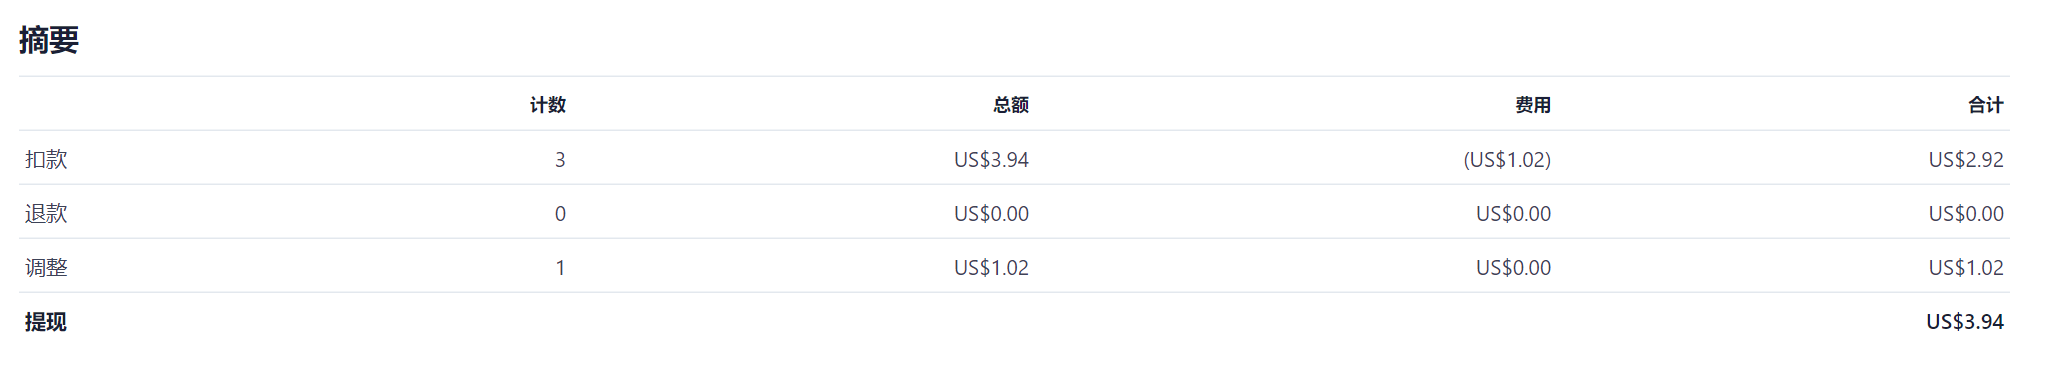 摘要
计数 总额 费用 合计
扣款 3 US$3.94 (US$1.02) US$2.92
退款 0 US$0.00 US$0.00 US$0.00
调整 1 US$1.02 US$0.00 US$1.02
提现 US$3.94